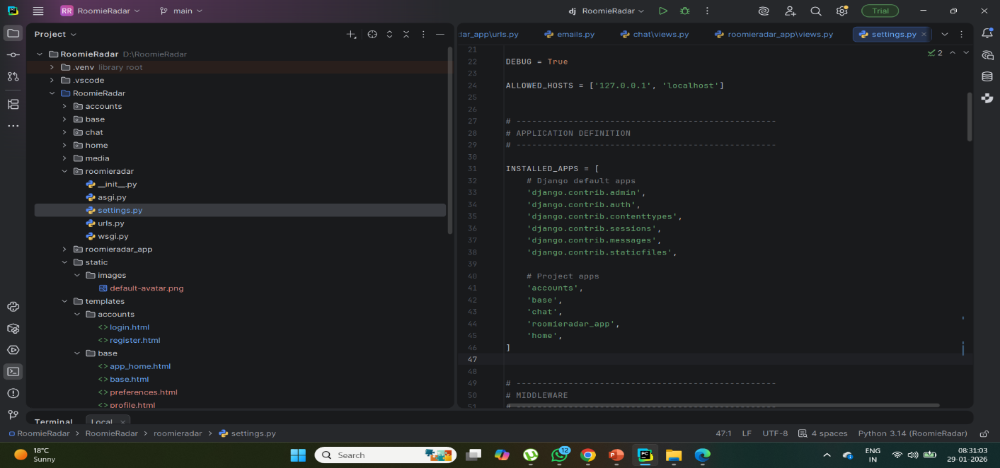 RR RoomieRadar main dj RoomieRadar Trial
Project
RoomieRadar D:\RoomieRadar
.venv library root
.vscode
RoomieRadar
accounts
base
chat
home
media
roomieradar
__init__.py
asgi.py
settings.py
urls.py
wsgi.py
roomieradar_app
static
images
default-avatar.png
templates
accounts
login.html
register.html
base
app_home.html
base.html
preferences.html
profile.html
dar_app\urls.py emails.py chat\views.py roomieradar_app\views.py settings.py
2
21
22 DEBUG = True
23
24 ALLOWED_HOSTS = ['127.0.0.1', 'localhost']
25
26
27 # --------------------------------------------------
28 # APPLICATION DEFINITION
29 # --------------------------------------------------
30
31 INSTALLED_APPS = [
32 # Django default apps
33 'django.contrib.admin',
34 'django.contrib.auth',
35 'django.contrib.contenttypes',
36 'django.contrib.sessions',
37 'django.contrib.messages',
38 'django.contrib.staticfiles',
39
40 # Project apps
41 'accounts',
42 'base',
43 'chat',
44 'roomieradar_app',
45 'home',
46 ]
47
48
49 # --------------------------------------------------
50 # MIDDLEWARE
51 # --------------------------------------------------
Terminal Local
RoomieRadar > RoomieRadar > roomieradar > settings.py 47:1 LF UTF-8 4 spaces Python 3.14 (RoomieRadar)
18°C
Sunny
Search
12
ENG
IN
08:31:03
29-01-2026